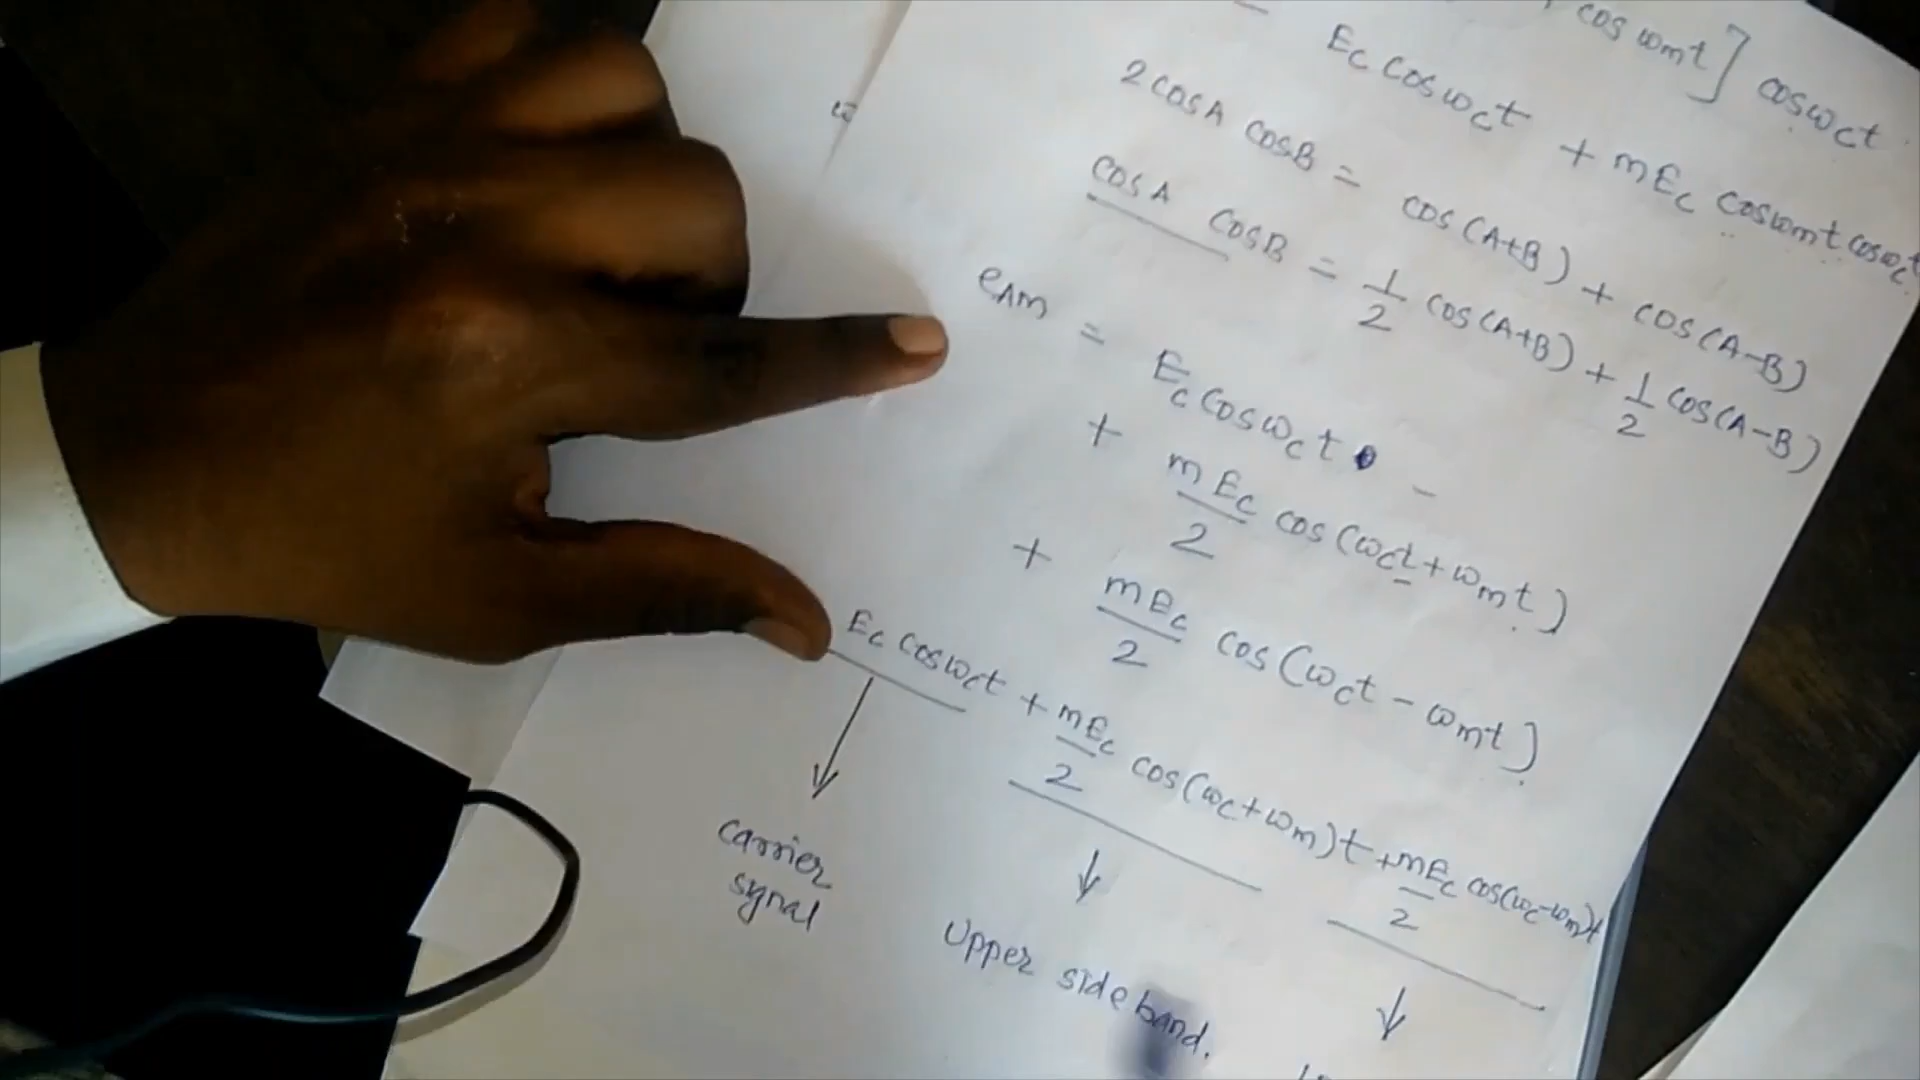 cos ωmt] cosωct
= Ec cosωct + mEc cosωmt cosωct
2cosA cosB = cos(A+B) + cos(A-B)
cosA cosB = 1/2 cos(A+B) + 1/2 cos(A-B)
eAm = Ec cosωct
+ mEc/2 cos(ωct+ωmt)
+ mEc/2 cos(ωct-ωmt)
Ec cosωct + mEc/2 cos(ωc+ωm)t + mEc/2 cos(ωc-ωm)t
carrier
synal
Upper side band.